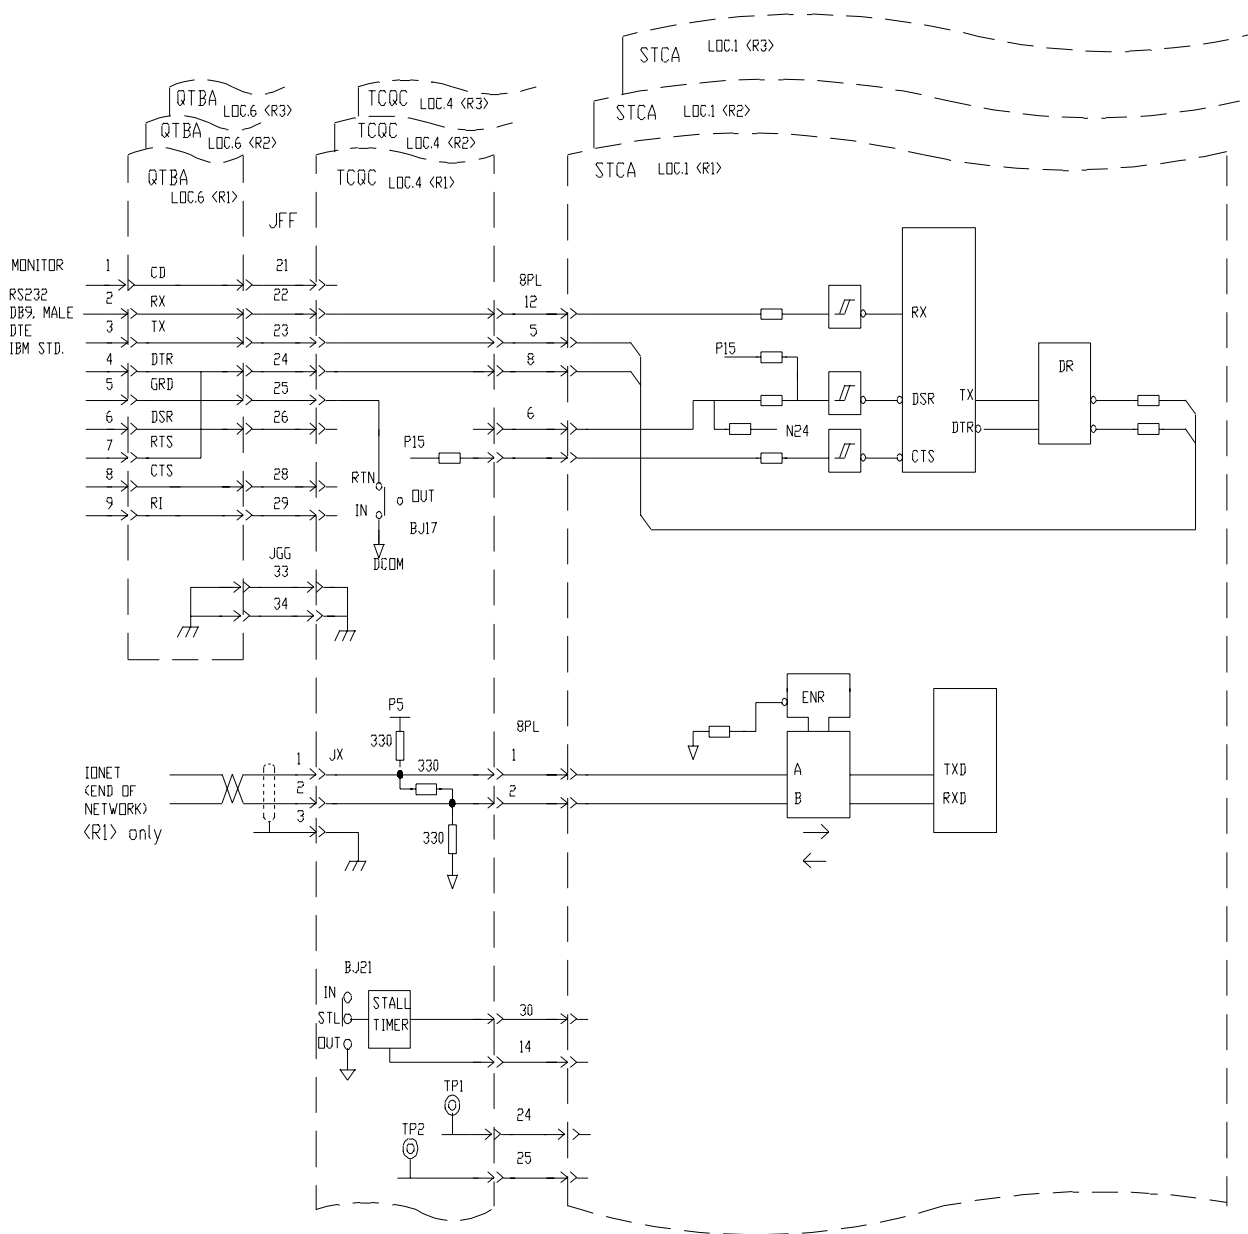 STCA LOC.1 <R3>
QTBA LOC.6 <R3>
TCQC LOC.4 <R3>
STCA LOC.1 <R2>
QTBA LOC.6 <R2>
TCQC LOC.4 <R2>
QTBA
LOC.6 <R1>
TCQC LOC.4 <R1>
STCA LOC.1 <R1>
JFF
MONITOR
RS232
DB9, MALE
DTE
IBM STD.
1 CD 21
2 RX 22
3 TX 23
4 DTR 24
5 GRD 25
6 DSR 26
7 RTS
8 CTS 28
9 RI 29
8PL
12
5
8
6
P15
RTN
IN
OUT
BJ17
DCOM
P15
N24
RX
DSR
CTS
TX
DTR
DR
JGG
33
34
P5
330
330
330
8PL
1
2
1 JX
2
3
IONET
(END OF
NETWORK)
<R1> only
ENR
A
B
TXD
RXD
BJ21
IN
STL
OUT
STALL
TIMER
30
14
TP1
24
TP2
25